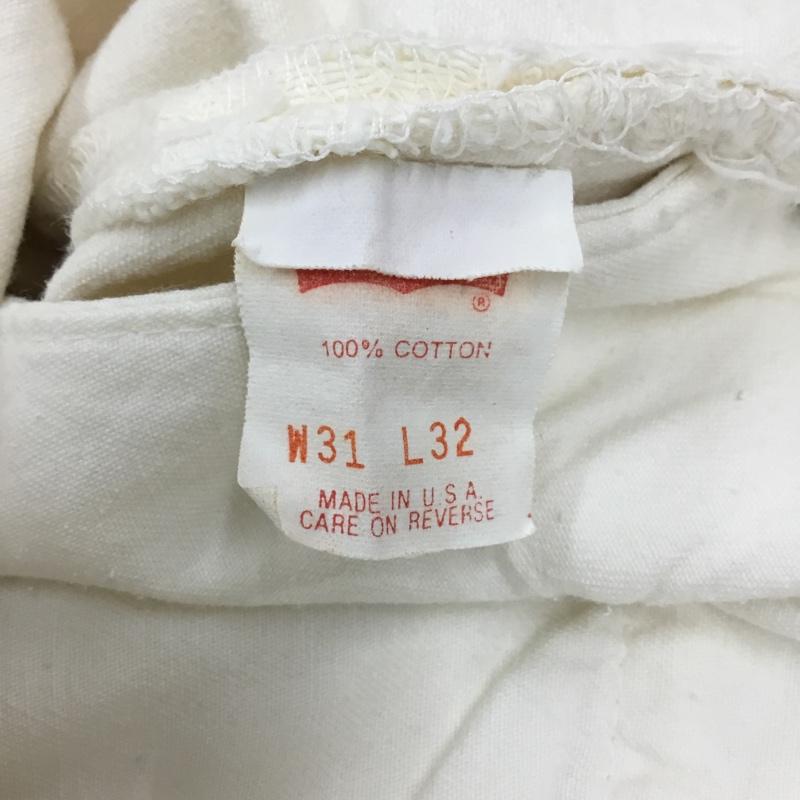 ®
100% COTTON
W31 L32
MADE IN U.S.A.
CARE ON REVERSE